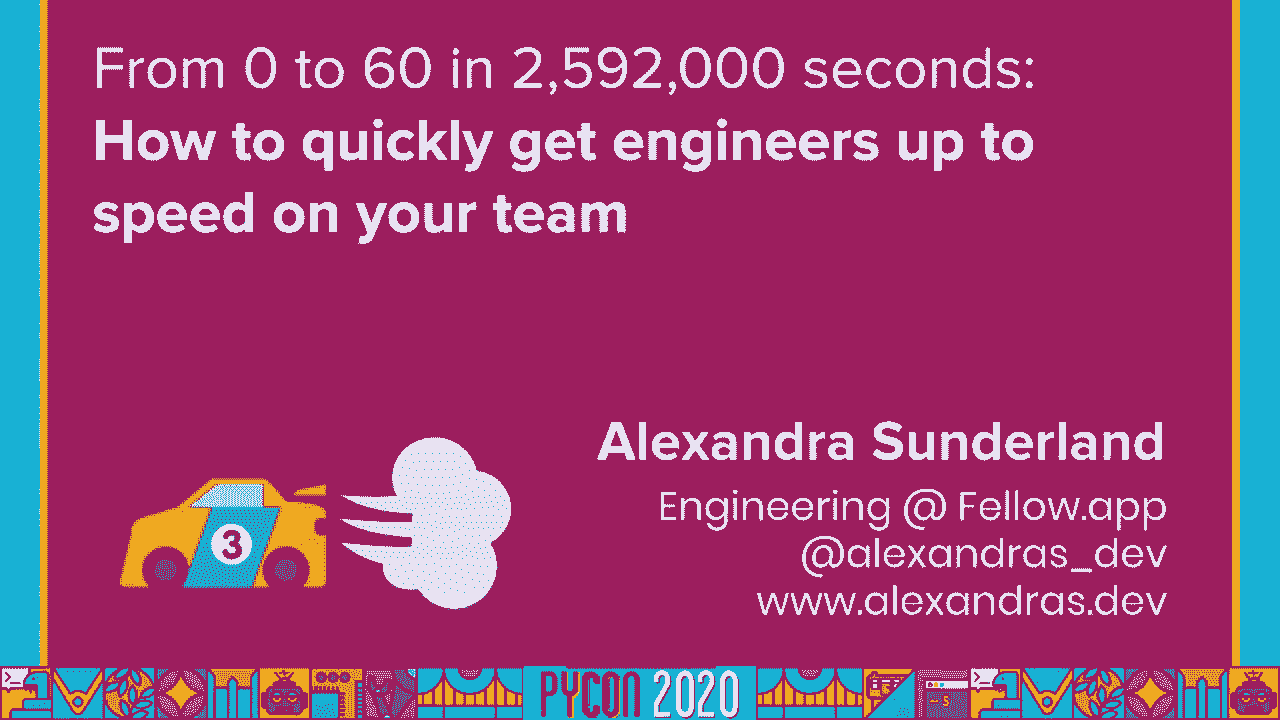 From 0 to 60 in 2,592,000 seconds:
How to quickly get engineers up to
speed on your team
Alexandra Sunderland
Engineering @ Fellow.app
@alexandras_dev
www.alexandras.dev
3
PYCON 2020